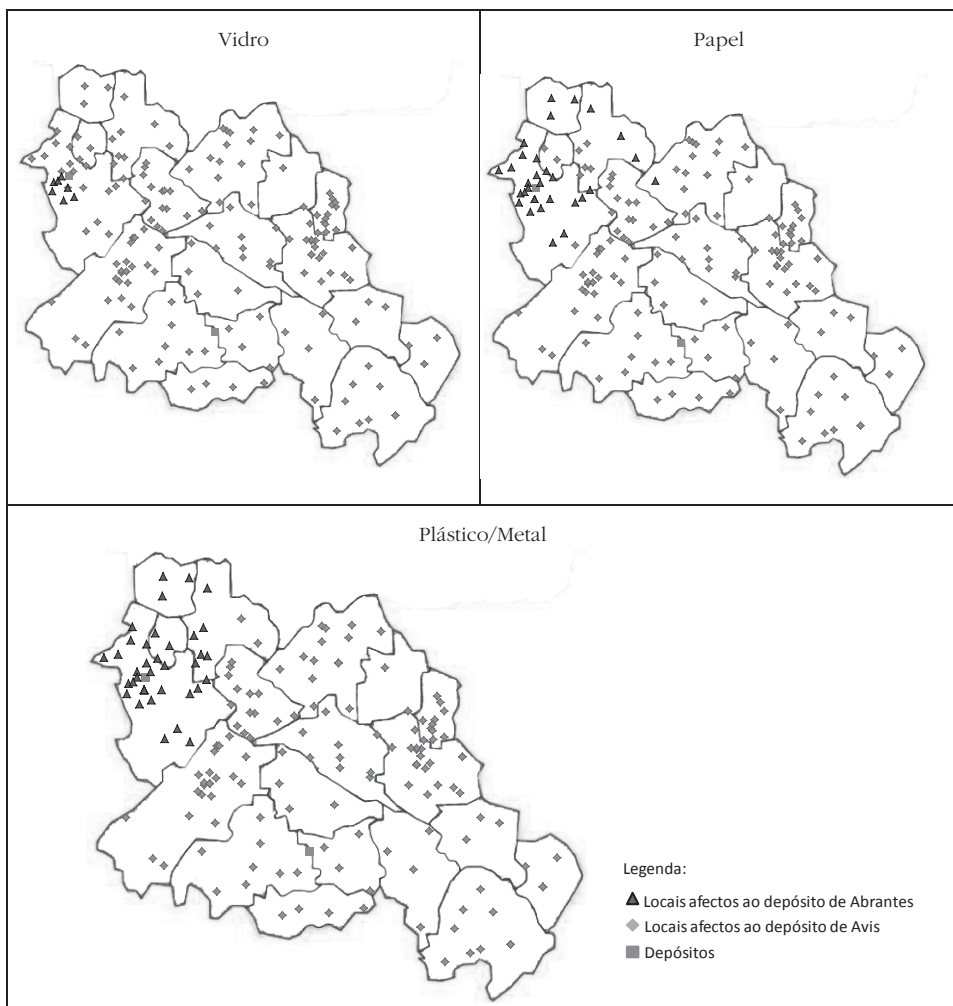 Vidro
Papel
Plástico/Metal
Legenda:
Locais afectos ao depósito de Abrantes
Locais afectos ao depósito de Avis
Depósitos